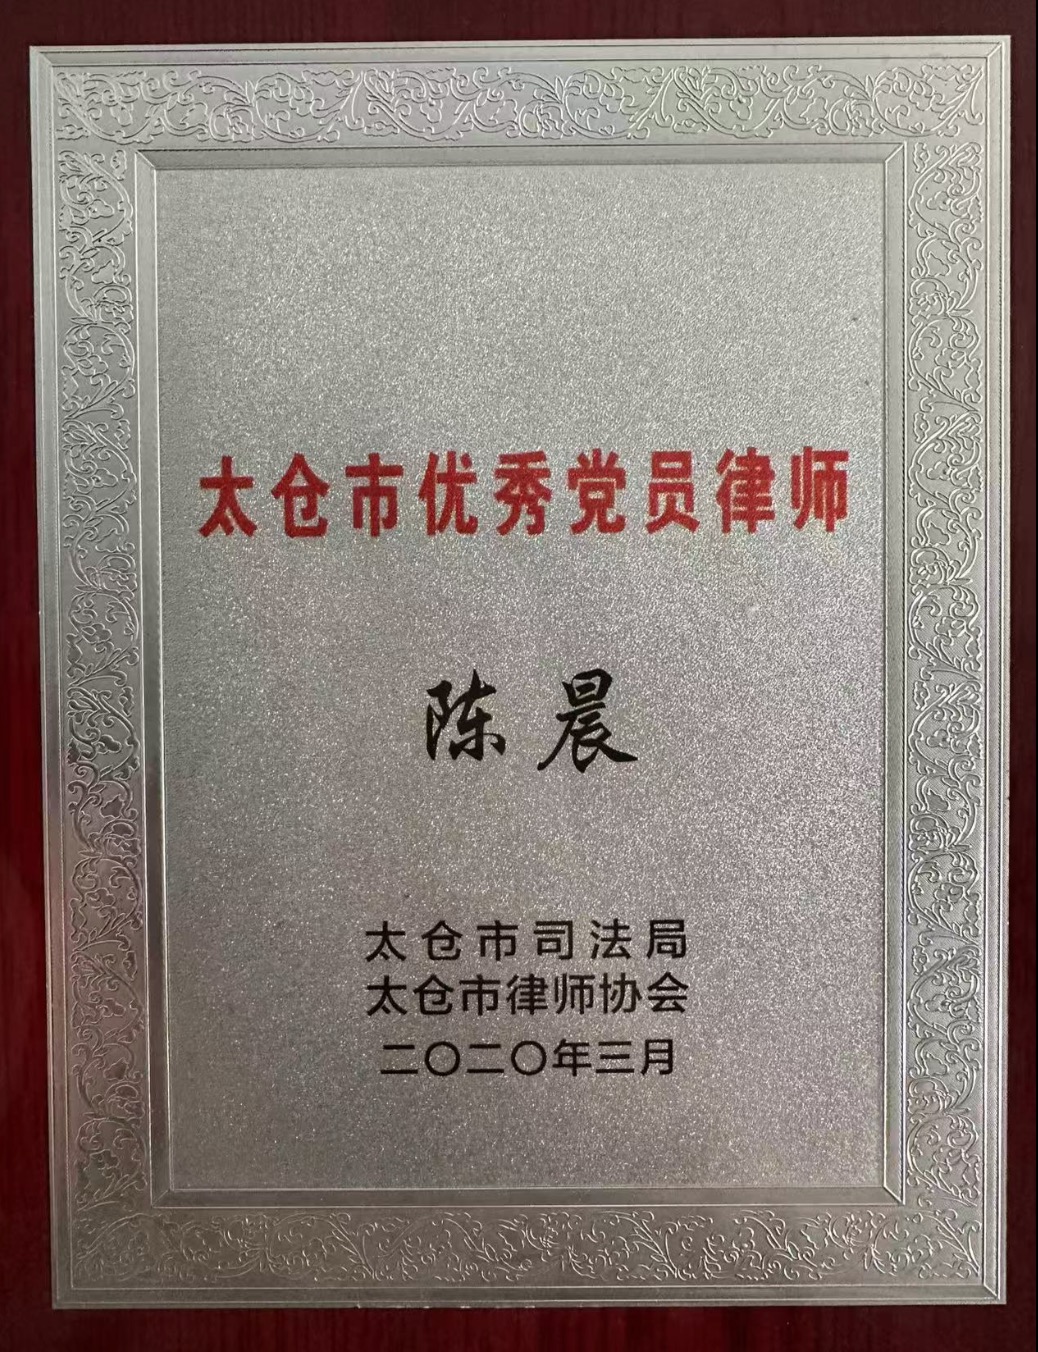 太仓市优秀党员律师
陈晨
太仓市司法局
太仓市律师协会
二〇二〇年三月